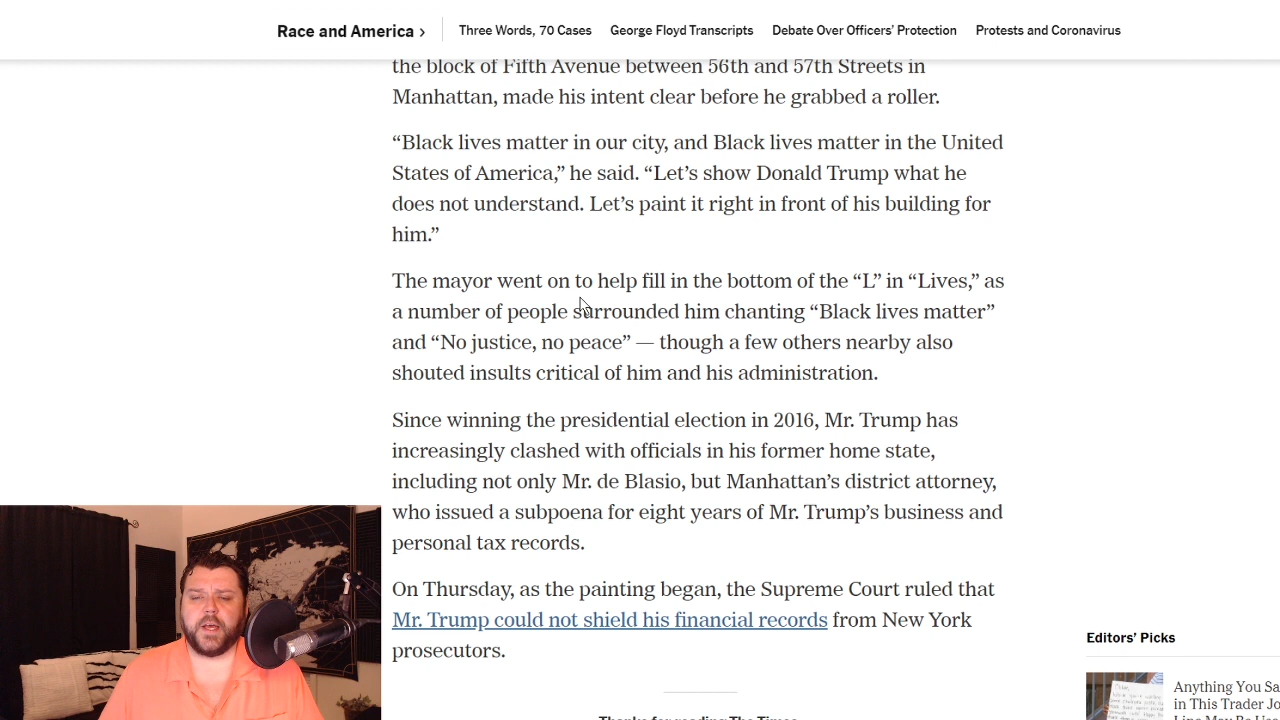 Race and America ›
Three Words, 70 Cases
George Floyd Transcripts
Debate Over Officers’ Protection
Protests and Coronavirus
the block of Fifth Avenue between 56th and 57th Streets in
Manhattan, made his intent clear before he grabbed a roller.
“Black lives matter in our city, and Black lives matter in the United
States of America,” he said. “Let’s show Donald Trump what he
does not understand. Let’s paint it right in front of his building for
him.”
The mayor went on to help fill in the bottom of the “L” in “Lives,” as
a number of people surrounded him chanting “Black lives matter”
and “No justice, no peace” — though a few others nearby also
shouted insults critical of him and his administration.
Since winning the presidential election in 2016, Mr. Trump has
increasingly clashed with officials in his former home state,
including not only Mr. de Blasio, but Manhattan’s district attorney,
who issued a subpoena for eight years of Mr. Trump’s business and
personal tax records.
On Thursday, as the painting began, the Supreme Court ruled that
Mr. Trump could not shield his financial records from New York
prosecutors.
Thanks for reading The Times
Editors’ Picks
Anything You Sa
in This Trader Jo
Line May Be Use